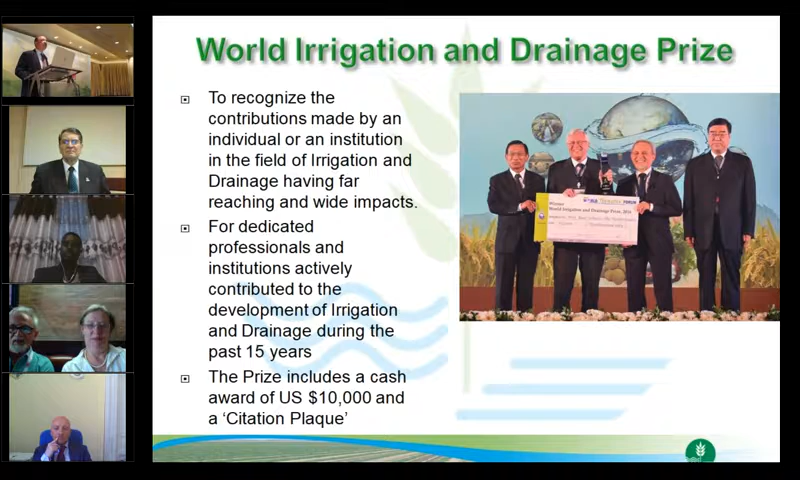 World Irrigation and Drainage Prize
To recognize the
contributions made by an
individual or an institution
in the field of Irrigation and
Drainage having far
reaching and wide impacts.
For dedicated
professionals and
institutions actively
contributed to the
development of Irrigation
and Drainage during the
past 15 years
The Prize includes a cash
award of US $10,000 and
a ‘Citation Plaque’
Winner
World Irrigation and Drainage Prize, 2016